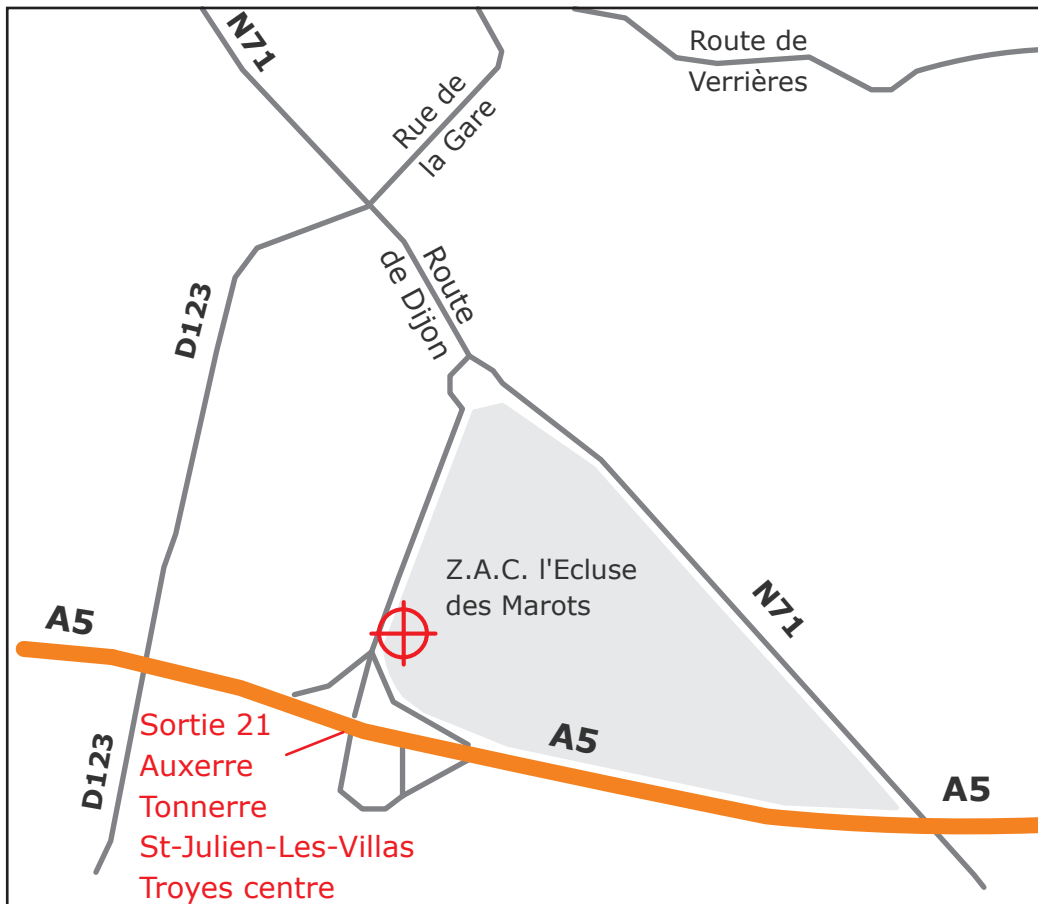 N71
Route de
Verrières
Rue de
la Gare
Route
de Dijon
D123
Z.A.C. l'Ecluse
des Marots
N71
A5
Sortie 21
Auxerre
Tonnerre
St-Julien-Les-Villas
Troyes centre
A5
D123
A5